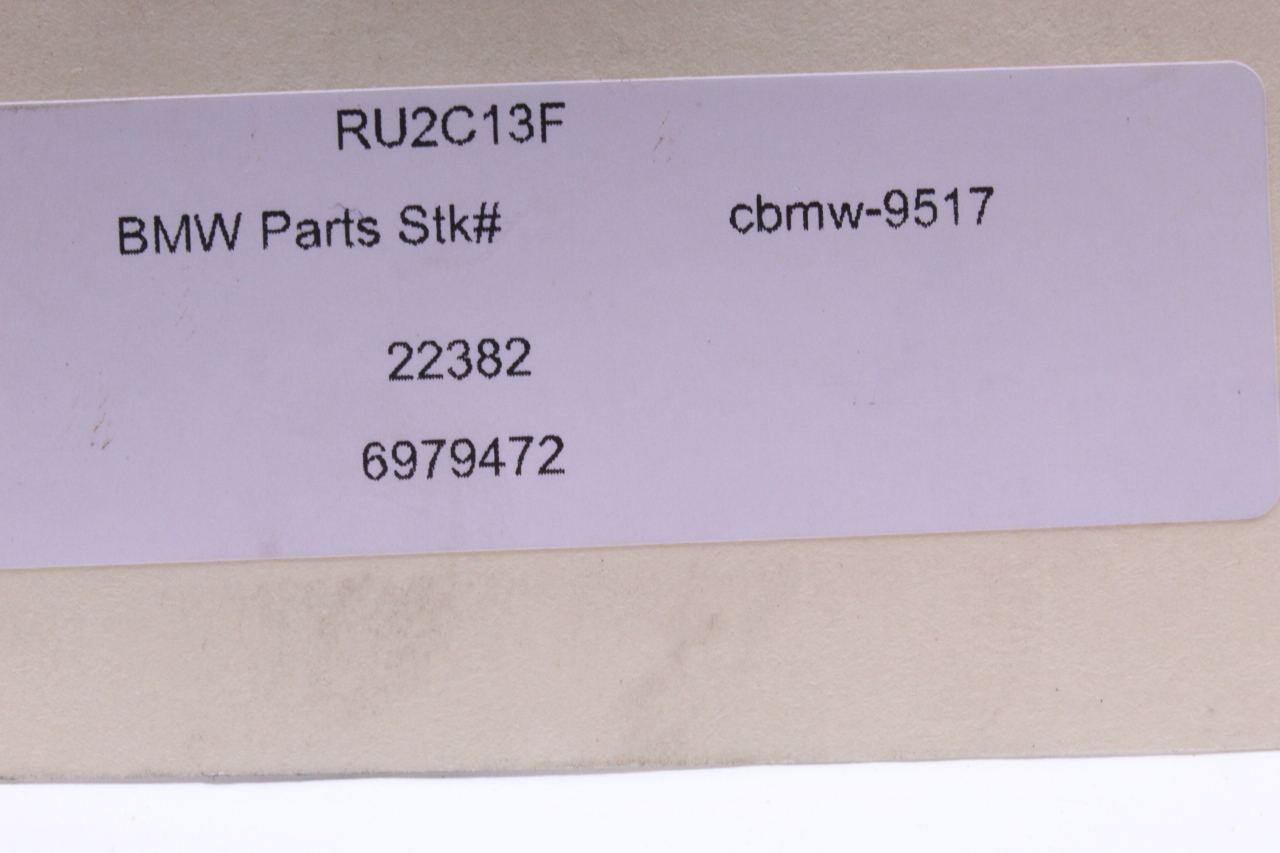 RU2C13F
BMW Parts Stk# cbmw-9517
22382
6979472